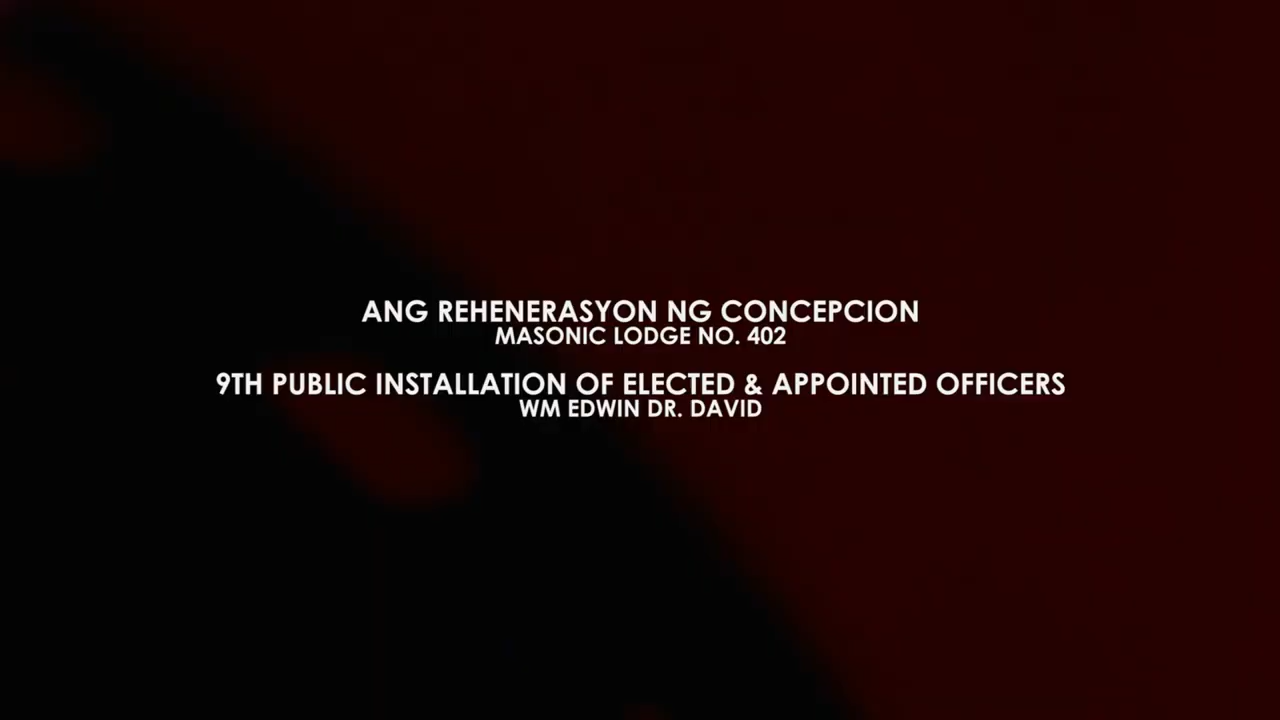 ANG REHENERASYON NG CONCEPCION
MASONIC LODGE NO. 402
9TH PUBLIC INSTALLATION OF ELECTED & APPOINTED OFFICERS
WM EDWIN DR. DAVID